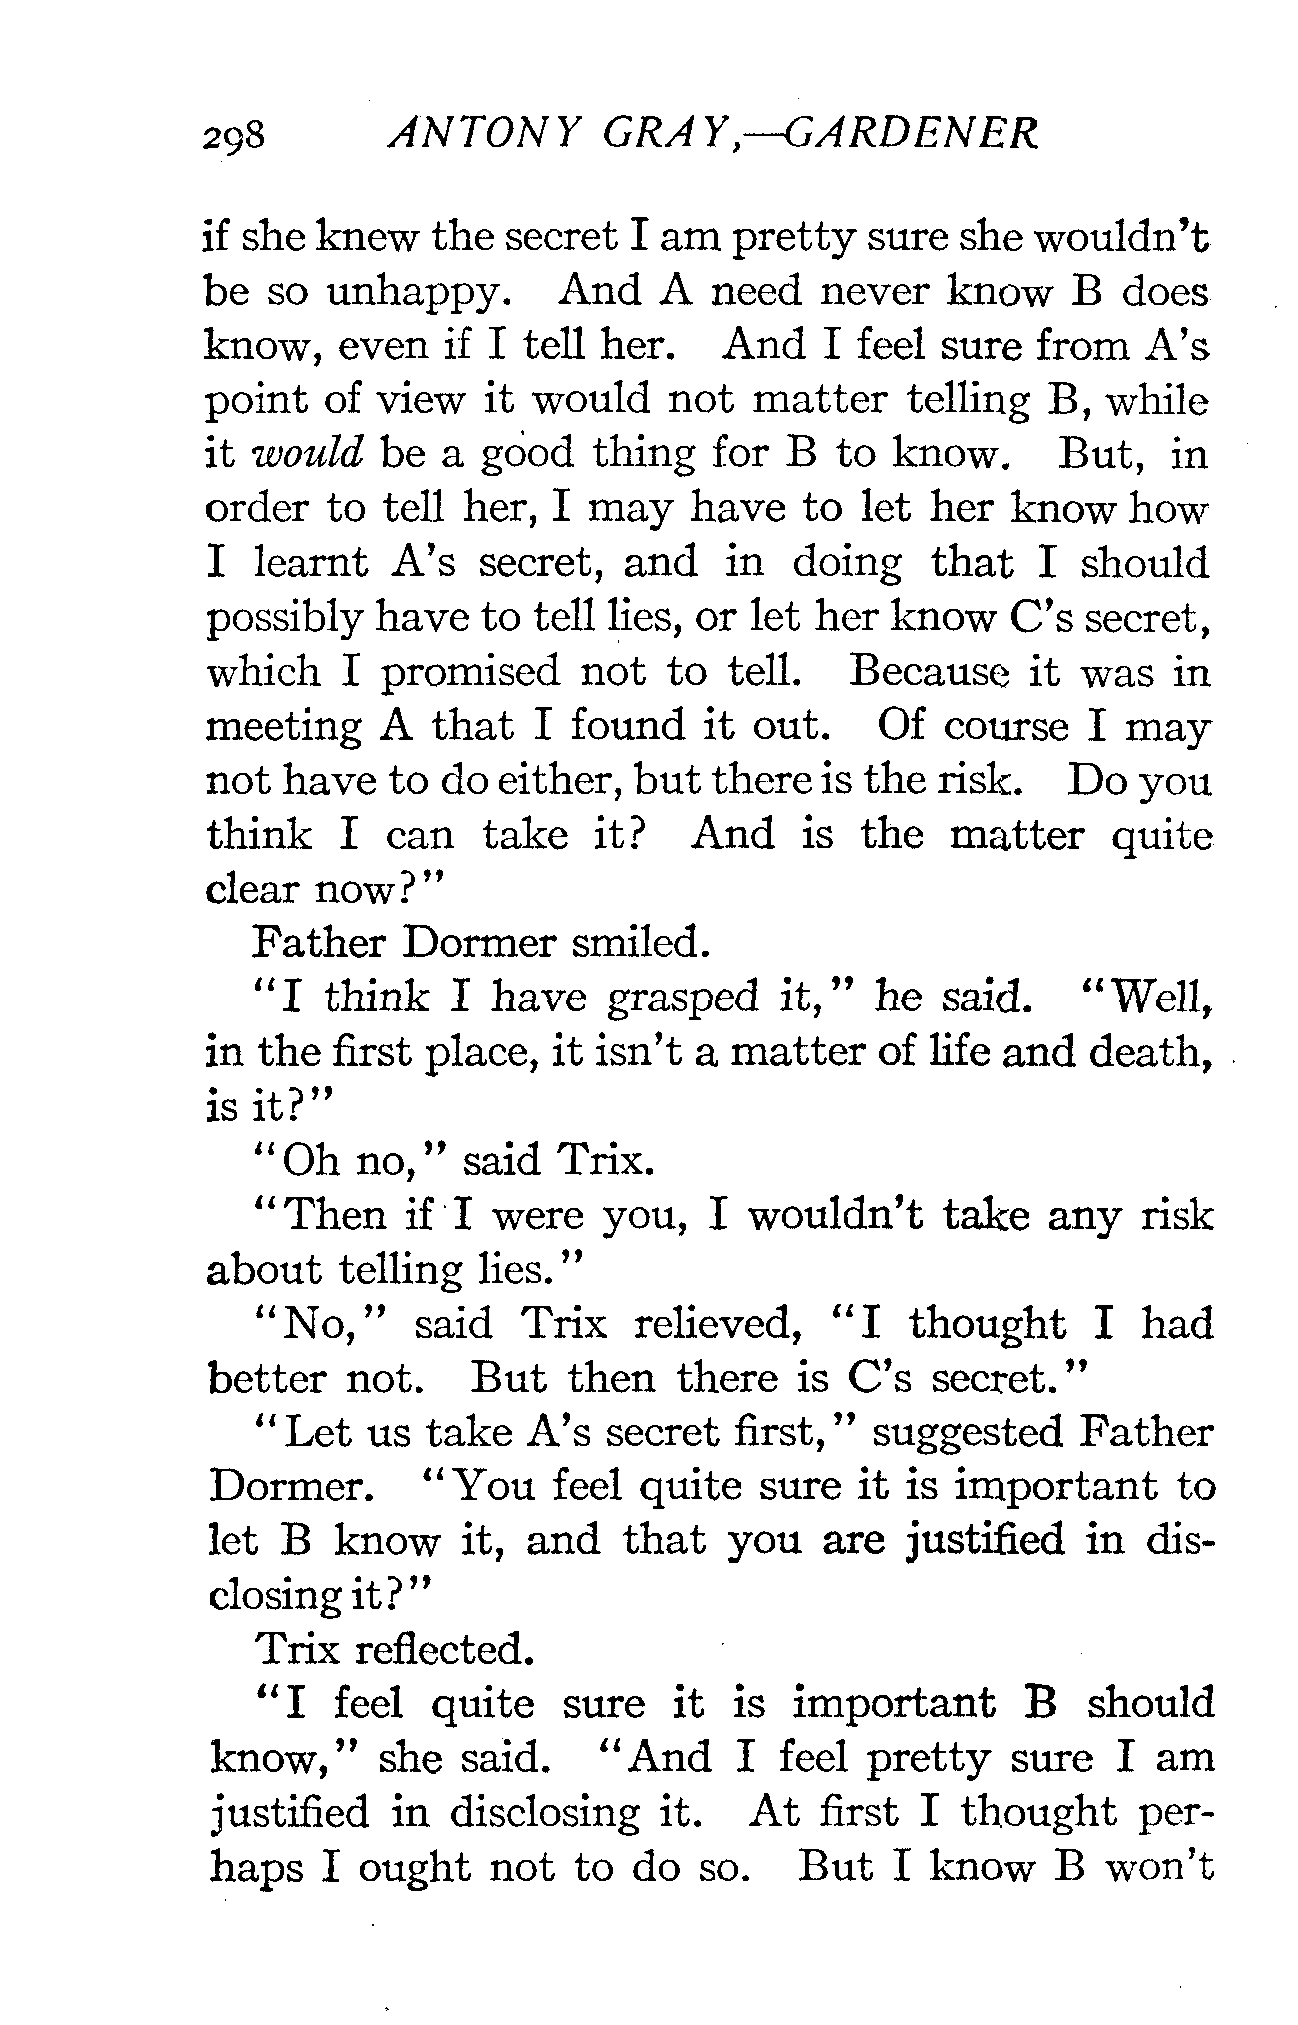 298 ANTONY GRAY,—GARDENER
if she knew the secret I am pretty sure she wouldn't
be so unhappy. And A need never know B does
know, even if I tell her. And I feel sure from A's
point of view it would not matter telling B, while
it would be a good thing for B to know. But, in
order to tell her, I may have to let her know how
I learnt A's secret, and in doing that I should
possibly have to tell lies, or let her know C's secret,
which I promised not to tell. Because it was in
meeting A that I found it out. Of course I may
not have to do either, but there is the risk. Do you
think I can take it? And is the matter quite
clear now?"
Father Dormer smiled.
"I think I have grasped it," he said. "Well,
in the first place, it isn't a matter of life and death,
is it?"
"Oh no," said Trix.
"Then if I were you, I wouldn't take any risk
about telling lies."
"No," said Trix relieved, "I thought I had
better not. But then there is C's secret."
"Let us take A's secret first," suggested Father
Dormer. "You feel quite sure it is important to
let B know it, and that you are justified in dis-
closing it?"
Trix reflected.
"I feel quite sure it is important B should
know," she said. "And I feel pretty sure I am
justified in disclosing it. At first I thought per-
haps I ought not to do so. But I know B won't